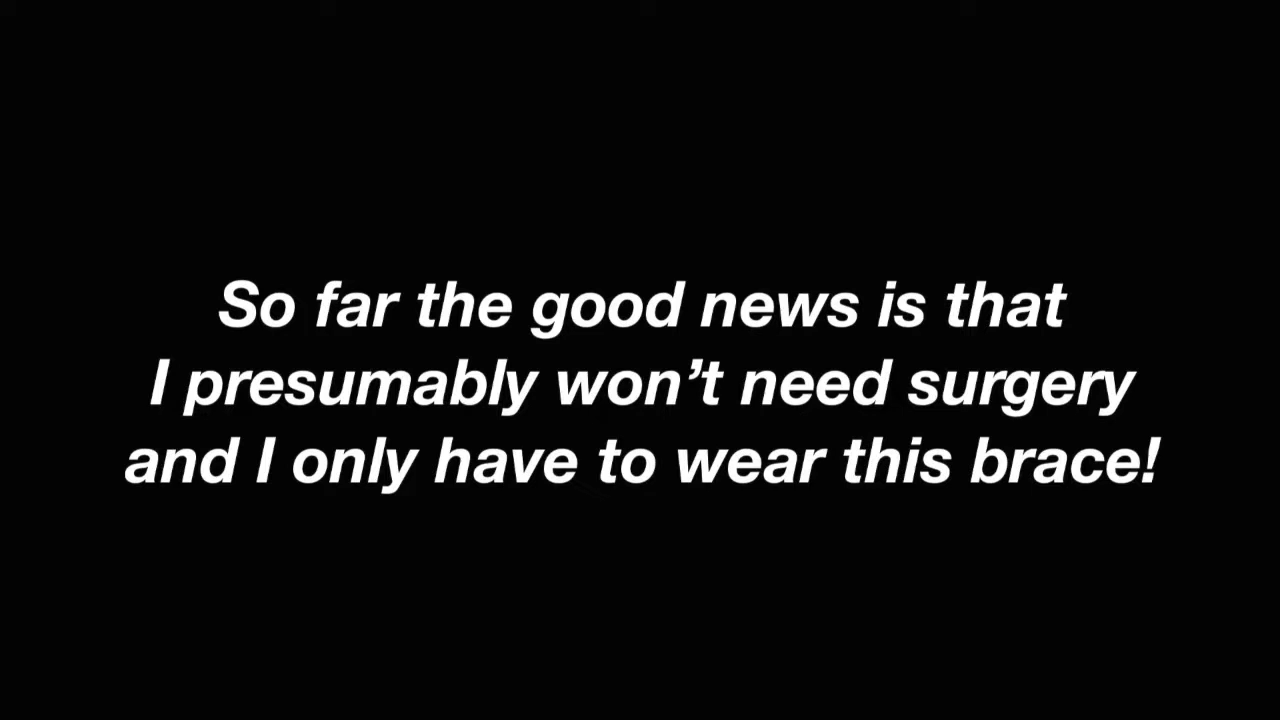 So far the good news is that
I presumably won’t need surgery
and I only have to wear this brace!